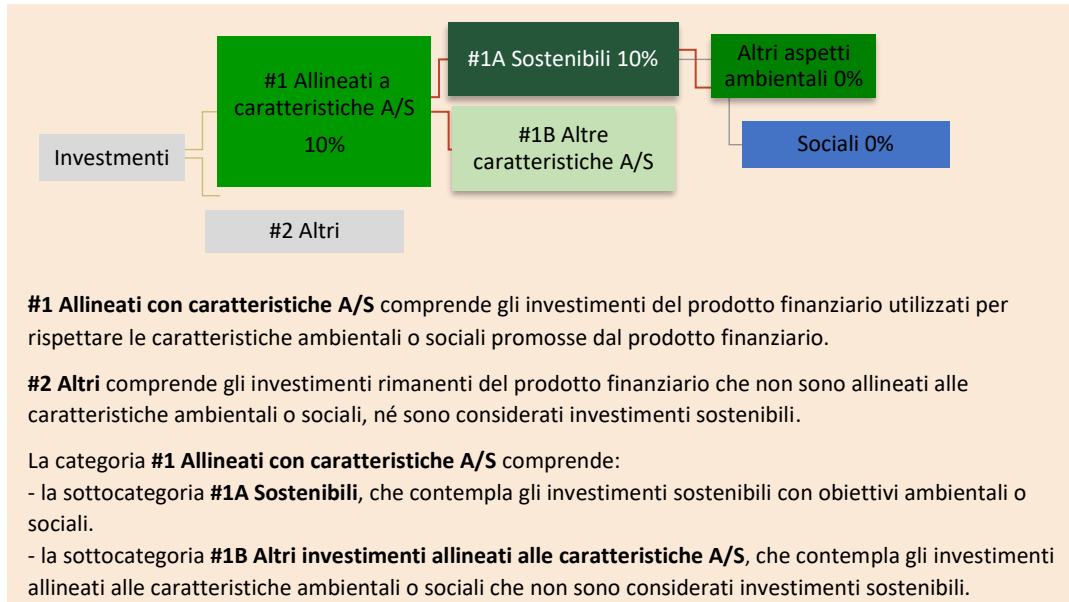 #1A Sostenibili 10%
Altri aspetti
ambientali 0%
#1 Allineati a
caratteristiche A/S
10%
#1B Altre
caratteristiche A/S
Sociali 0%
Investmenti
#2 Altri
#1 Allineati con caratteristiche A/S comprende gli investimenti del prodotto finanziario utilizzati per
rispettare le caratteristiche ambientali o sociali promosse dal prodotto finanziario.
#2 Altri comprende gli investimenti rimanenti del prodotto finanziario che non sono allineati alle
caratteristiche ambientali o sociali, né sono considerati investimenti sostenibili.
La categoria #1 Allineati con caratteristiche A/S comprende:
- la sottocategoria #1A Sostenibili, che contempla gli investimenti sostenibili con obiettivi ambientali o
sociali.
- la sottocategoria #1B Altri investimenti allineati alle caratteristiche A/S, che contempla gli investimenti
allineati alle caratteristiche ambientali o sociali che non sono considerati investimenti sostenibili.